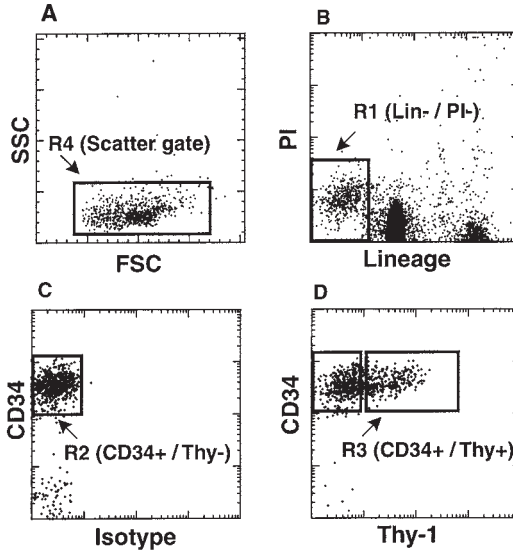 A
SSC
R4 (Scatter gate)
FSC
B
PI
R1 (Lin- / PI-)
Lineage
C
CD34
R2 (CD34+ / Thy-)
Isotype
D
CD34
R3 (CD34+ / Thy+)
Thy-1